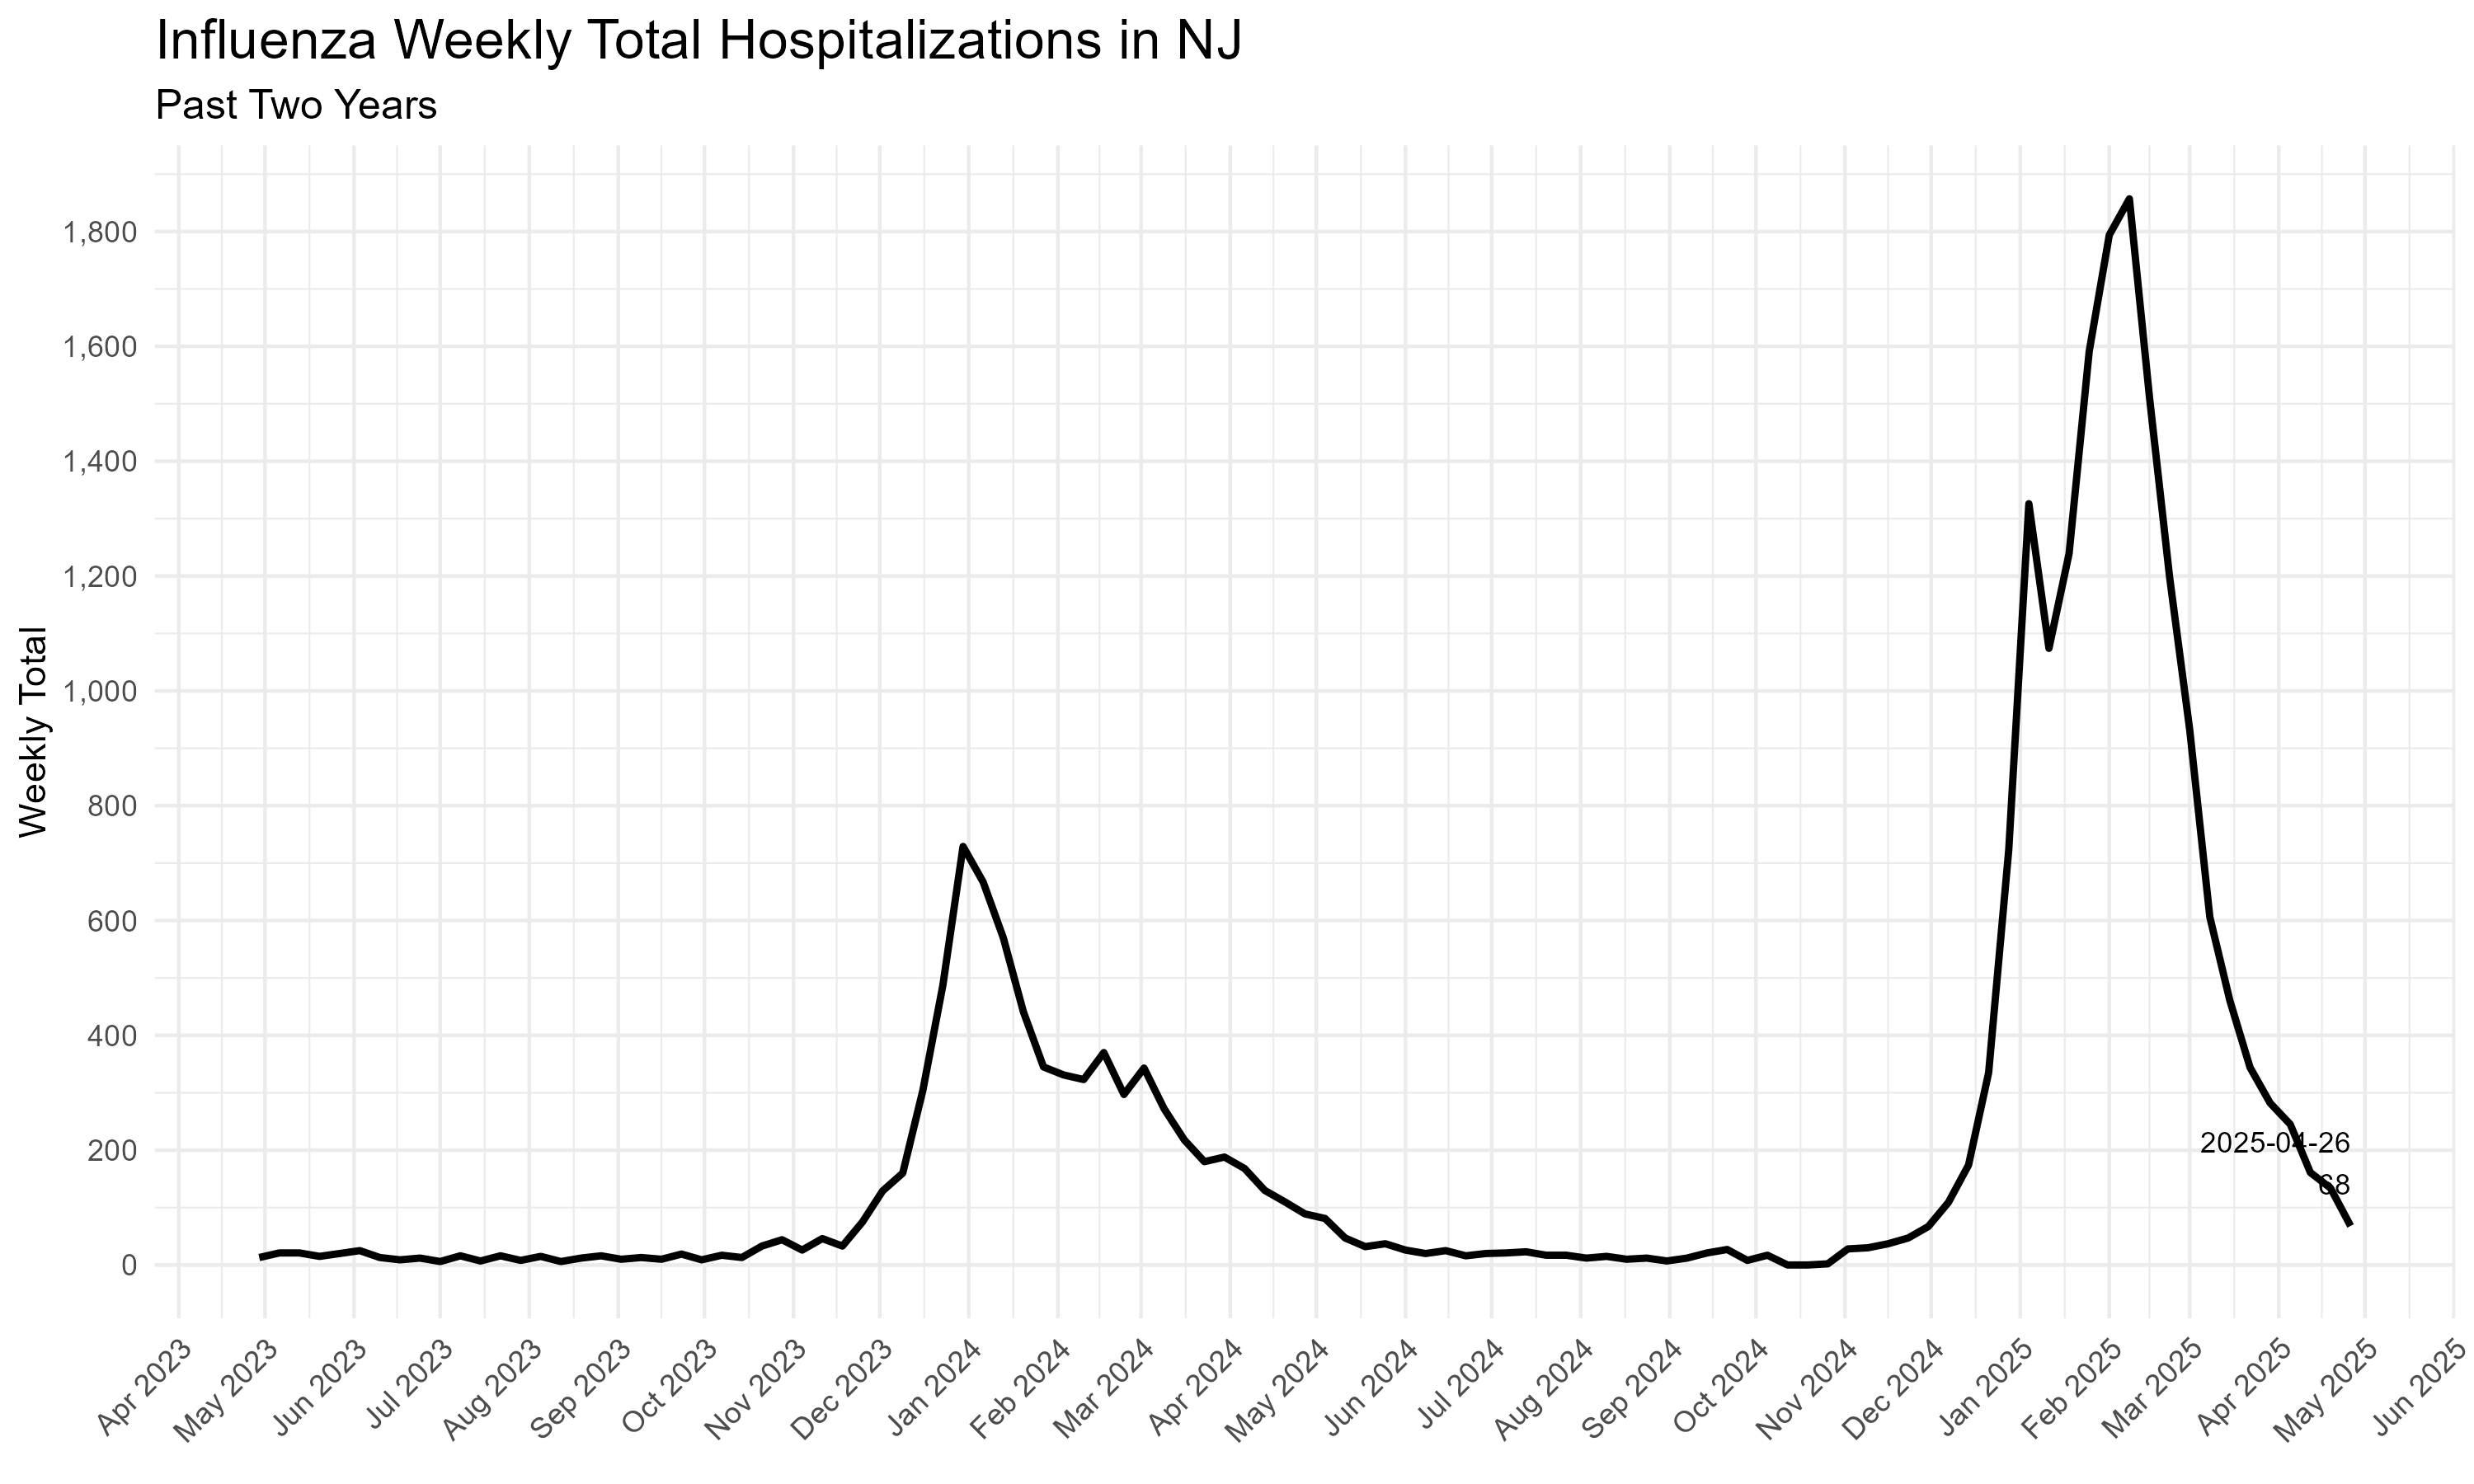 Influenza Weekly Total Hospitalizations in NJ
Past Two Years
Weekly Total
1,800
1,600
1,400
1,200
1,000
800
600
400
200
0
2025-04-26
68
Apr 2023
May 2023
Jun 2023
Jul 2023
Aug 2023
Sep 2023
Oct 2023
Nov 2023
Dec 2023
Jan 2024
Feb 2024
Mar 2024
Apr 2024
May 2024
Jun 2024
Jul 2024
Aug 2024
Sep 2024
Oct 2024
Nov 2024
Dec 2024
Jan 2025
Feb 2025
Mar 2025
Apr 2025
May 2025
Jun 2025